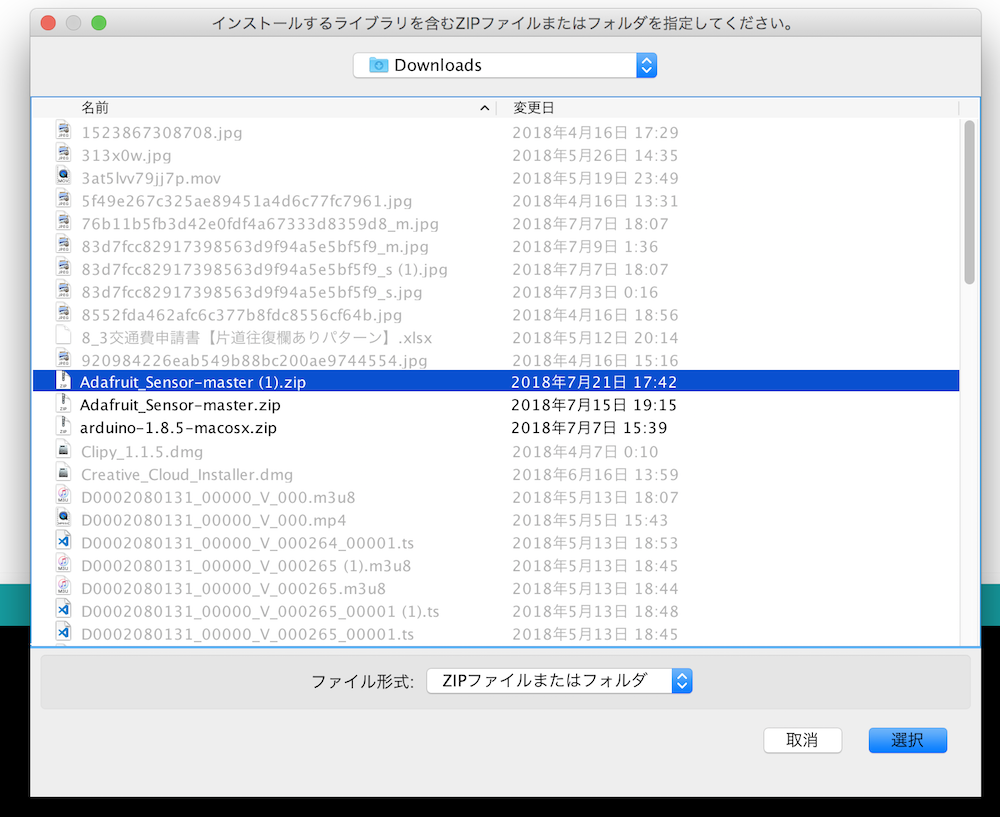 インストールするライブラリを含むZIPファイルまたはフォルダを指定してください。
Downloads
名前 変更日
1523867308708.jpg 2018年4月16日 17:29
313x0w.jpg 2018年5月26日 14:35
3at5lvv79jj7p.mov 2018年5月19日 23:49
5f49e267c325ae89451a4d6c77fc7961.jpg 2018年4月16日 13:31
76b11b5fb3d42e0fdf4a67333d8359d8_m.jpg 2018年7月7日 18:07
83d7fcc82917398563d9f94a5e5bf5f9_m.jpg 2018年7月9日 1:36
83d7fcc82917398563d9f94a5e5bf5f9_s (1).jpg 2018年7月7日 18:07
83d7fcc82917398563d9f94a5e5bf5f9_s.jpg 2018年7月3日 0:16
8552fda462afc6c377b8fdc8556cf64b.jpg 2018年4月16日 18:56
8_3交通費申請書【片道往復欄ありパターン】.xlsx 2018年5月12日 20:14
920984226eab549b88bc200ae9744554.jpg 2018年4月16日 15:16
Adafruit_Sensor-master (1).zip 2018年7月21日 17:42
Adafruit_Sensor-master.zip 2018年7月15日 19:15
arduino-1.8.5-macosx.zip 2018年7月7日 15:39
Clipy_1.1.5.dmg 2018年4月7日 0:10
Creative_Cloud_Installer.dmg 2018年6月16日 13:59
D0002080131_00000_V_000.m3u8 2018年5月13日 18:07
D0002080131_00000_V_000.mp4 2018年5月5日 15:43
D0002080131_00000_V_000264_00001.ts 2018年5月13日 18:53
D0002080131_00000_V_000265 (1).m3u8 2018年5月13日 18:45
D0002080131_00000_V_000265.m3u8 2018年5月13日 18:44
D0002080131_00000_V_000265_00001 (1).ts 2018年5月13日 18:48
D0002080131_00000_V_000265_00001.ts 2018年5月13日 18:45
ファイル形式: ZIPファイルまたはフォルダ
取消 選択